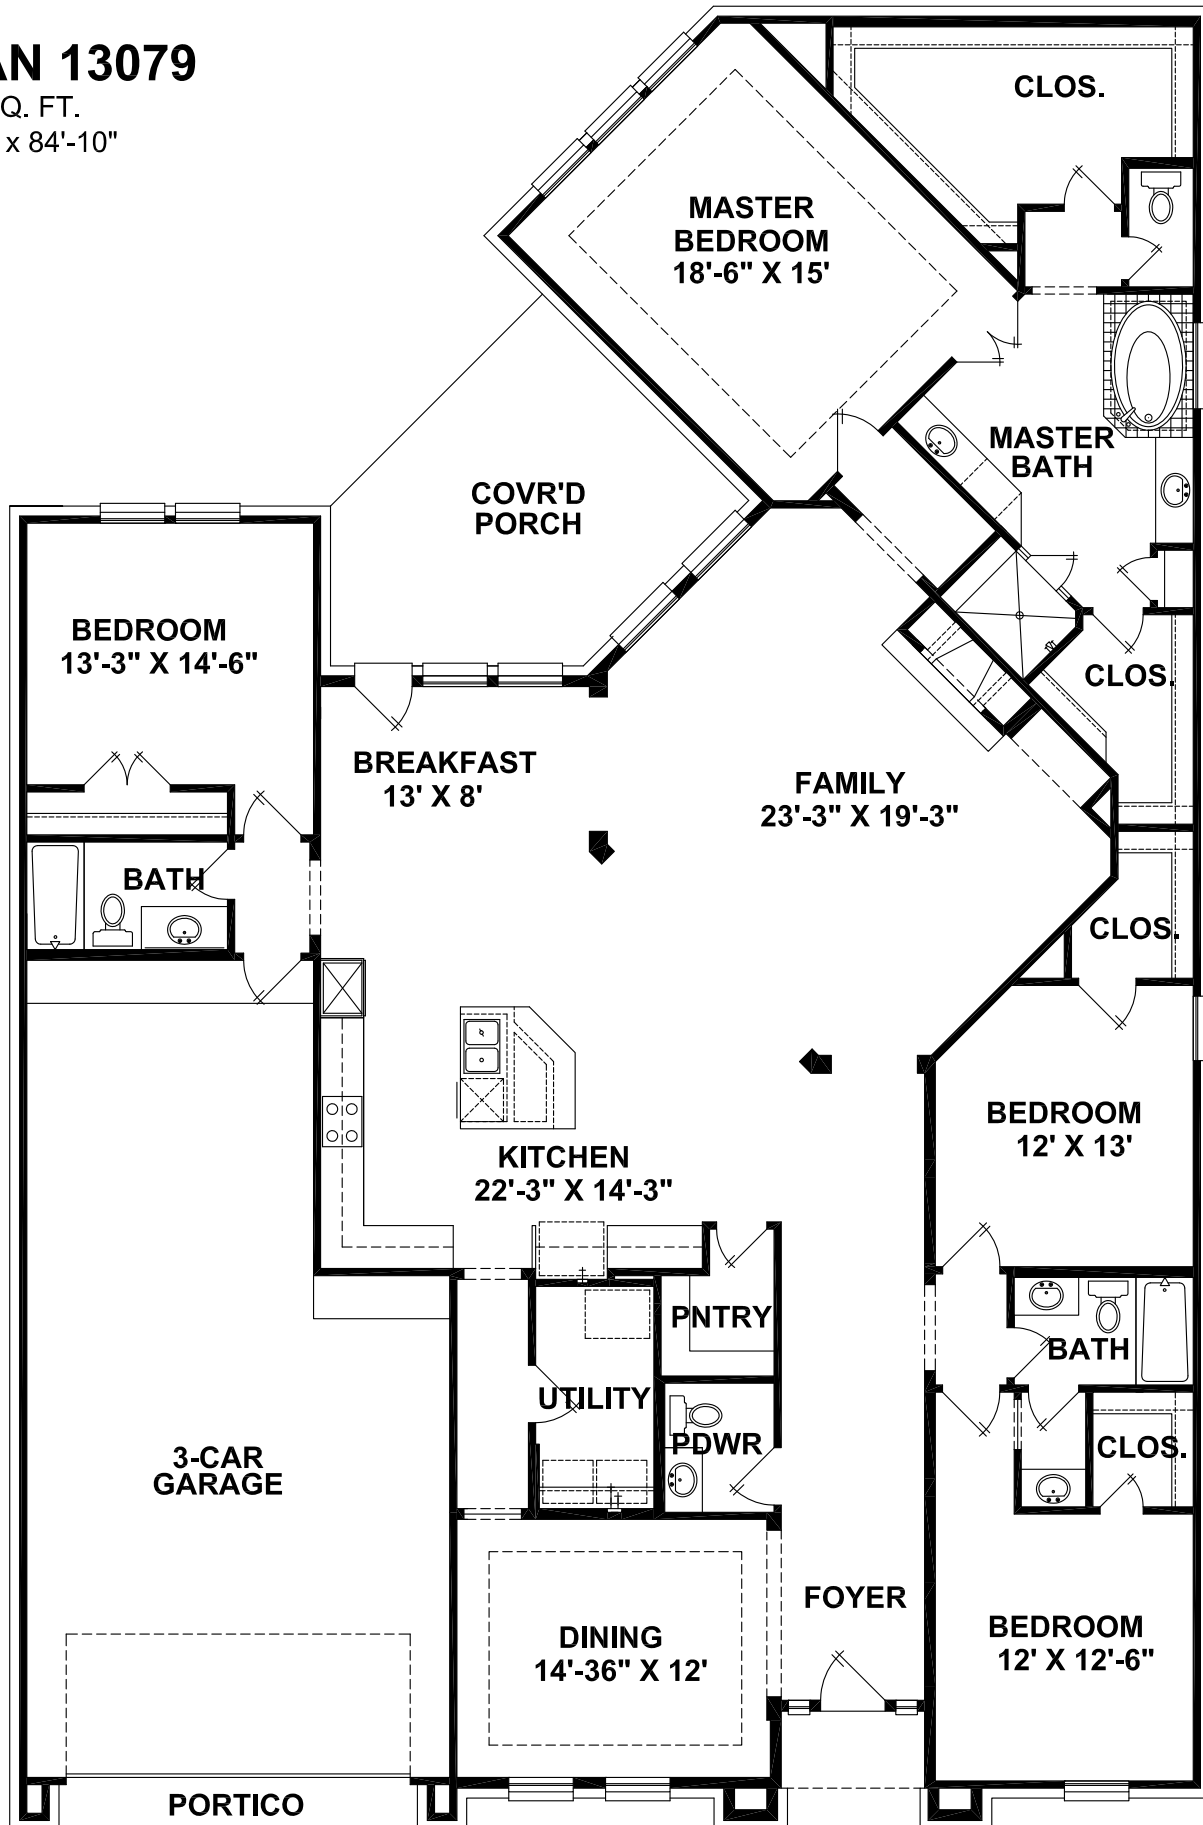 AN 13079
Q. FT.
x 84'-10"
CLOS.
MASTER
BEDROOM
18'-6" X 15'
MASTER
BATH
COVR'D
PORCH
BEDROOM
13'-3" X 14'-6"
CLOS.
BREAKFAST
13' X 8'
FAMILY
23'-3" X 19'-3"
BATH
CLOS.
BEDROOM
12' X 13'
KITCHEN
22'-3" X 14'-3"
PNTRY
BATH
UTILITY
PDWR
CLOS.
3-CAR
GARAGE
FOYER
DINING
14'-36" X 12'
BEDROOM
12' X 12'-6"
PORTICO